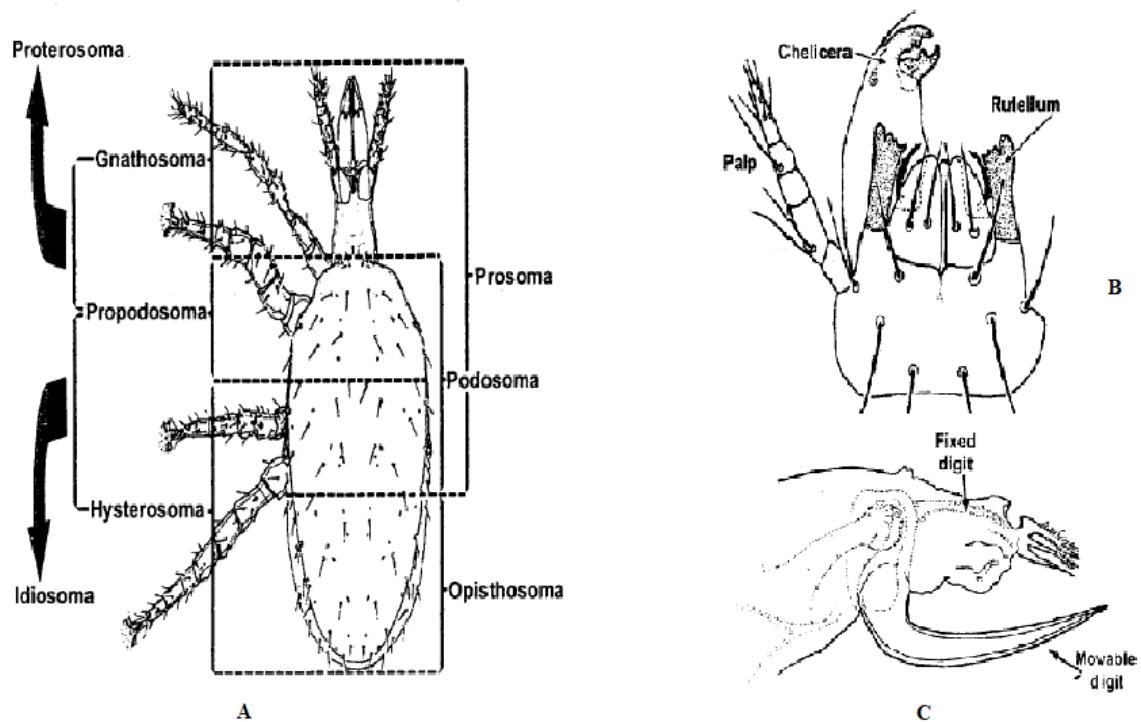 Proterosoma
Gnathosoma
Propodosoma
Hysterosoma
Idiosoma
Prosoma
Podosoma
Opisthosoma
A
Chelicera
Rutellum
Palp
B
Fixed
digit
Movable
digit
C